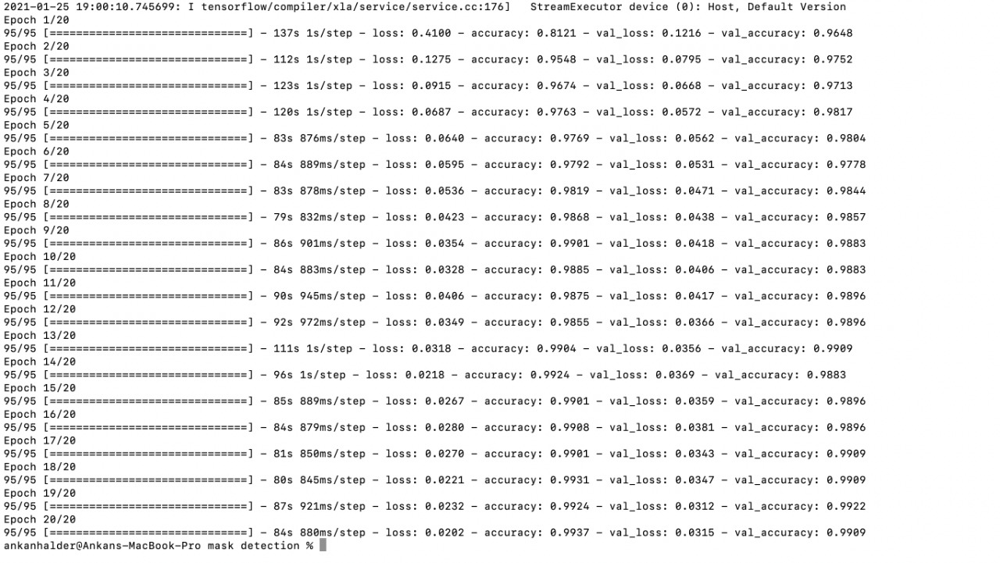 2021-01-25 19:00:10.745699: I tensorflow/compiler/xla/service/service.cc:176]   StreamExecutor device (0): Host, Default Version
Epoch 1/20
95/95 [==============================] - 137s 1s/step - loss: 0.4100 - accuracy: 0.8121 - val_loss: 0.1216 - val_accuracy: 0.9648
Epoch 2/20
95/95 [==============================] - 112s 1s/step - loss: 0.1275 - accuracy: 0.9548 - val_loss: 0.0795 - val_accuracy: 0.9752
Epoch 3/20
95/95 [==============================] - 123s 1s/step - loss: 0.0915 - accuracy: 0.9674 - val_loss: 0.0668 - val_accuracy: 0.9713
Epoch 4/20
95/95 [==============================] - 120s 1s/step - loss: 0.0687 - accuracy: 0.9763 - val_loss: 0.0572 - val_accuracy: 0.9817
Epoch 5/20
95/95 [==============================] - 83s 876ms/step - loss: 0.0640 - accuracy: 0.9769 - val_loss: 0.0562 - val_accuracy: 0.9804
Epoch 6/20
95/95 [==============================] - 84s 889ms/step - loss: 0.0595 - accuracy: 0.9792 - val_loss: 0.0531 - val_accuracy: 0.9778
Epoch 7/20
95/95 [==============================] - 83s 878ms/step - loss: 0.0536 - accuracy: 0.9819 - val_loss: 0.0471 - val_accuracy: 0.9844
Epoch 8/20
95/95 [==============================] - 79s 832ms/step - loss: 0.0423 - accuracy: 0.9868 - val_loss: 0.0438 - val_accuracy: 0.9857
Epoch 9/20
95/95 [==============================] - 86s 901ms/step - loss: 0.0354 - accuracy: 0.9901 - val_loss: 0.0418 - val_accuracy: 0.9883
Epoch 10/20
95/95 [==============================] - 84s 883ms/step - loss: 0.0328 - accuracy: 0.9885 - val_loss: 0.0406 - val_accuracy: 0.9883
Epoch 11/20
95/95 [==============================] - 90s 945ms/step - loss: 0.0406 - accuracy: 0.9875 - val_loss: 0.0417 - val_accuracy: 0.9896
Epoch 12/20
95/95 [==============================] - 92s 972ms/step - loss: 0.0349 - accuracy: 0.9855 - val_loss: 0.0366 - val_accuracy: 0.9896
Epoch 13/20
95/95 [==============================] - 111s 1s/step - loss: 0.0318 - accuracy: 0.9904 - val_loss: 0.0356 - val_accuracy: 0.9909
Epoch 14/20
95/95 [==============================] - 96s 1s/step - loss: 0.0218 - accuracy: 0.9924 - val_loss: 0.0369 - val_accuracy: 0.9883
Epoch 15/20
95/95 [==============================] - 85s 889ms/step - loss: 0.0267 - accuracy: 0.9901 - val_loss: 0.0359 - val_accuracy: 0.9896
Epoch 16/20
95/95 [==============================] - 84s 879ms/step - loss: 0.0280 - accuracy: 0.9908 - val_loss: 0.0381 - val_accuracy: 0.9896
Epoch 17/20
95/95 [==============================] - 81s 850ms/step - loss: 0.0270 - accuracy: 0.9901 - val_loss: 0.0343 - val_accuracy: 0.9909
Epoch 18/20
95/95 [==============================] - 80s 845ms/step - loss: 0.0221 - accuracy: 0.9931 - val_loss: 0.0347 - val_accuracy: 0.9909
Epoch 19/20
95/95 [==============================] - 87s 921ms/step - loss: 0.0232 - accuracy: 0.9924 - val_loss: 0.0312 - val_accuracy: 0.9922
Epoch 20/20
95/95 [==============================] - 84s 880ms/step - loss: 0.0202 - accuracy: 0.9937 - val_loss: 0.0315 - val_accuracy: 0.9909
ankanhalder@Ankans-MacBook-Pro mask detection %